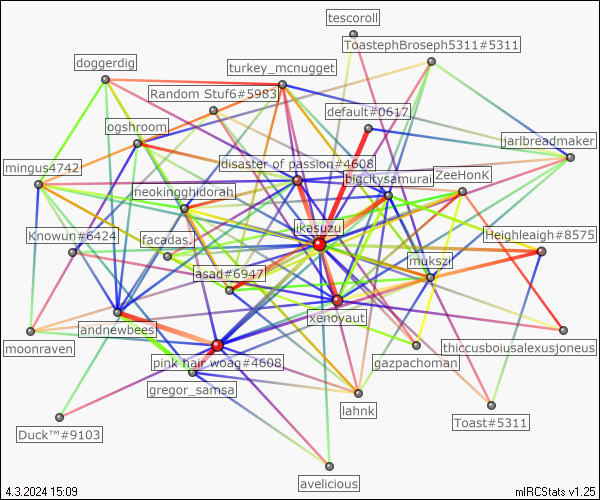 tescoroll
ToastephBroseph5311#5311
doggerdig
turkey_mcnugget
Random Stuf6#5983
default#0617
ogshroom
jarlbreadmaker
mingus4742
disaster of passion#4608
bigcitysamurai
ZeeHonK
neokingghidorah
ikasuzu
Knowun#6424
facadas.
Heighleaigh#8575
asad#6947
mukszi
xenovaut
andnewbees
moonraven
pink hair woag#4608
gazpachoman
thiccusboiusalexusjoneus
gregor_samsa
lahnk
Toast#5311
Duck™#9103
avelicious
4.3.2024 15:09
mIRCStats v1.25